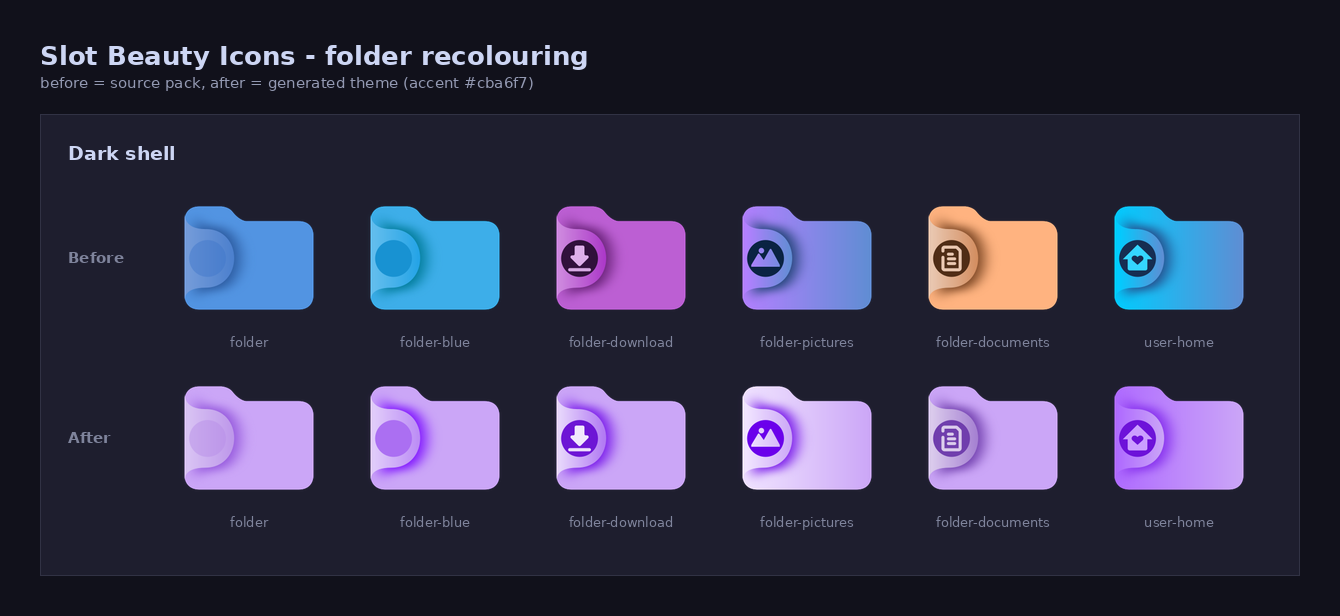 Slot Beauty Icons - folder recolouring
before = source pack, after = generated theme (accent #cba6f7)
Dark shell
Before
folder folder-blue folder-download folder-pictures folder-documents user-home
After
folder folder-blue folder-download folder-pictures folder-documents user-home